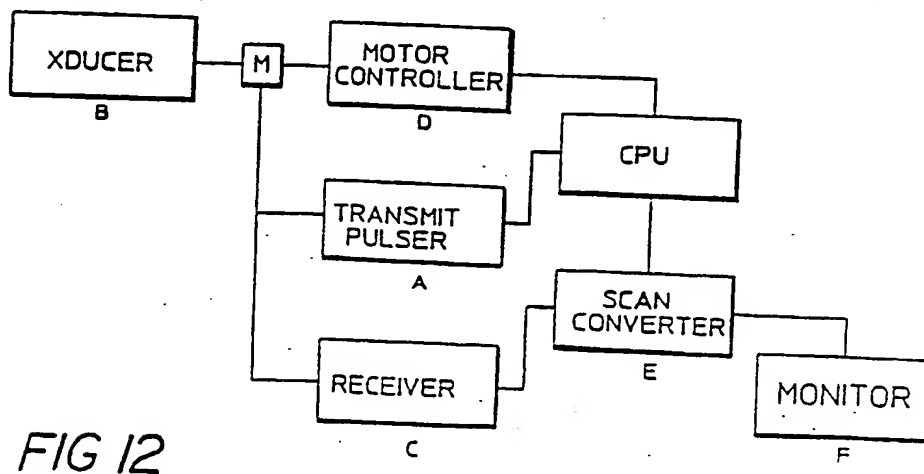 XDUCER
B
M
MOTOR
CONTROLLER
D
CPU
TRANSMIT
PULSER
A
SCAN
CONVERTER
E
RECEIVER
C
MONITOR
F
FIG 12